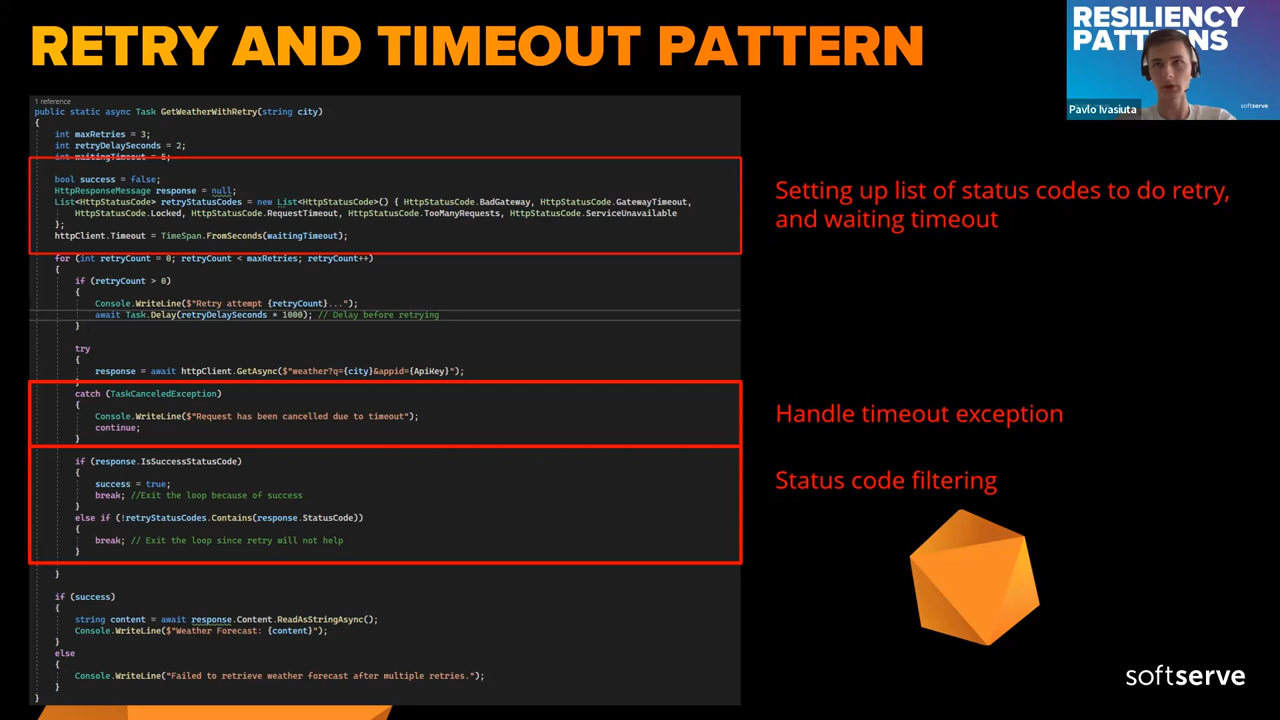 RETRY AND TIMEOUT PATTERN
RESILIENCY
PATTERNS
softserve
Pavlo Ivasiuta
1 reference
public static async Task GetWeatherWithRetry(string city)
{
int maxRetries = 3;
int retryDelaySeconds = 2;
int waitingTimeout = 5;
bool success = false;
HttpResponseMessage response = null;
List<HttpStatusCode> retryStatusCodes = new List<HttpStatusCode>() { HttpStatusCode.BadGateway, HttpStatusCode.GatewayTimeout,
HttpStatusCode.Locked, HttpStatusCode.RequestTimeout, HttpStatusCode.TooManyRequests, HttpStatusCode.ServiceUnavailable
};
httpClient.Timeout = TimeSpan.FromSeconds(waitingTimeout);
Setting up list of status codes to do retry,
and waiting timeout
for (int retryCount = 0; retryCount < maxRetries; retryCount++)
{
if (retryCount > 0)
{
Console.WriteLine($"Retry attempt {retryCount}...");
await Task.Delay(retryDelaySeconds * 1000); // Delay before retrying
}
try
{
response = await httpClient.GetAsync($"weather?q={city}&appid={ApiKey}");
}
catch (TaskCanceledException)
{
Console.WriteLine($"Request has been cancelled due to timeout");
continue;
}
Handle timeout exception
if (response.IsSuccessStatusCode)
{
success = true;
break; //Exit the loop because of success
}
else if (!retryStatusCodes.Contains(response.StatusCode))
{
break; // Exit the loop since retry will not help
}
Status code filtering
}
if (success)
{
string content = await response.Content.ReadAsStringAsync();
Console.WriteLine($"Weather Forecast: {content}");
}
else
{
Console.WriteLine("Failed to retrieve weather forecast after multiple retries.");
}
}
softserve